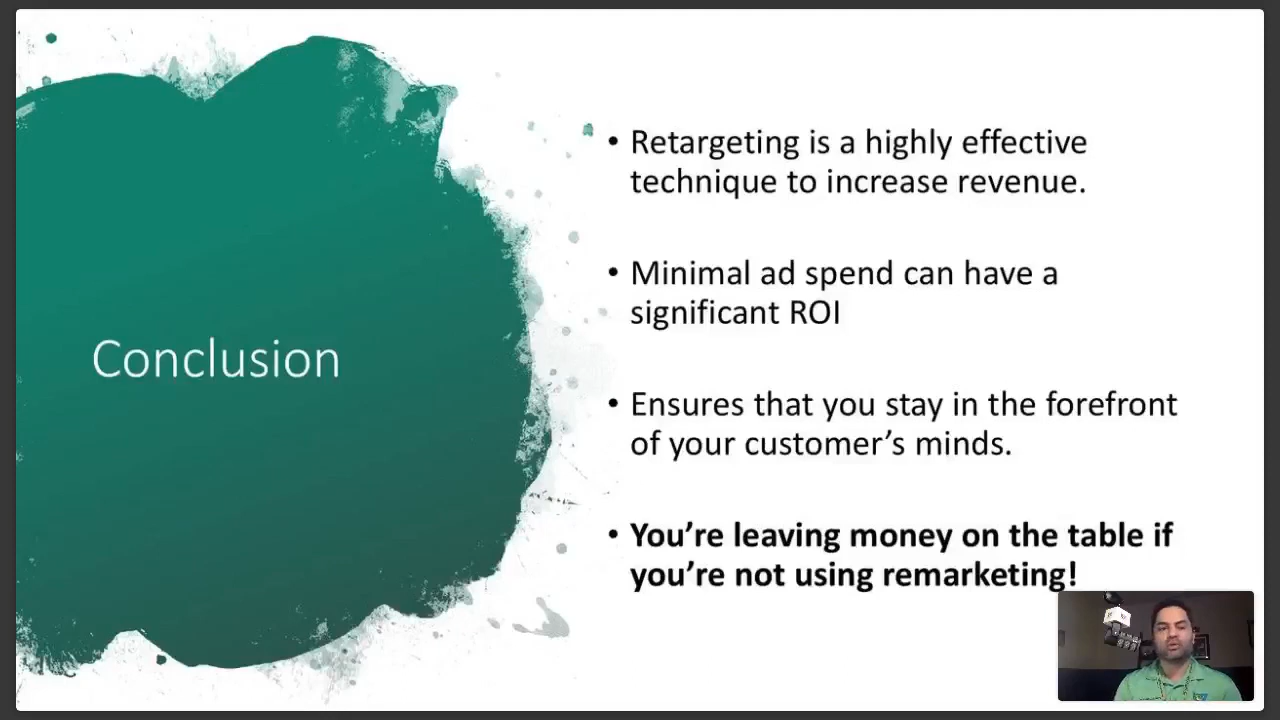 Conclusion
• Retargeting is a highly effective
technique to increase revenue.
• Minimal ad spend can have a
significant ROI
• Ensures that you stay in the forefront
of your customer’s minds.
• You’re leaving money on the table if
you’re not using remarketing!